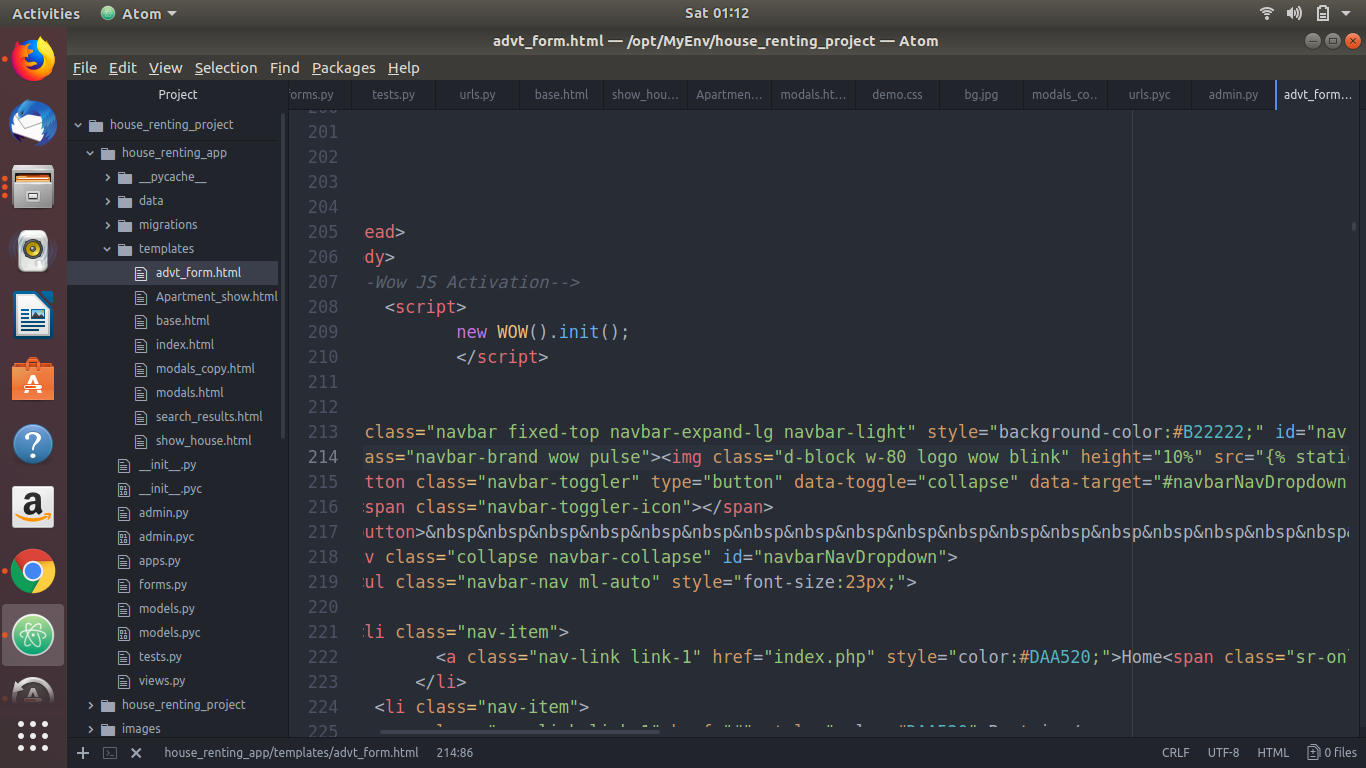 Activities Atom Sat 01:12
advt_form.html — /opt/MyEnv/house_renting_project — Atom
File Edit View Selection Find Packages Help
Project
forms.py tests.py urls.py base.html show_hou... Apartmen... modals.ht... demo.css bg.jpg modals_co... urls.pyc admin.py advt_form...
house_renting_project
house_renting_app
__pycache__
data
migrations
templates
advt_form.html
Apartment_show.html
base.html
index.html
modals_copy.html
modals.html
search_results.html
show_house.html
__init__.py
__init__.pyc
admin.py
admin.pyc
apps.py
forms.py
models.py
models.pyc
tests.py
views.py
house_renting_project
images
201
202
203
204
205 ead>
206 dy>
207 -Wow JS Activation-->
208 <script>
209 new WOW().init();
210 </script>
211
212
213 class="navbar fixed-top navbar-expand-lg navbar-light" style="background-color:#B22222;" id="nav
214 ass="navbar-brand wow pulse"><img class="d-block w-80 logo wow blink" height="10%" src="{% stati
215 tton class="navbar-toggler" type="button" data-toggle="collapse" data-target="#navbarNavDropdown
216 <span class="navbar-toggler-icon"></span>
217 button>&nbsp&nbsp&nbsp&nbsp&nbsp&nbsp&nbsp&nbsp&nbsp&nbsp&nbsp&nbsp&nbsp&nbsp&nbsp&nbsp&nbsp&nbsp&
218 v class="collapse navbar-collapse" id="navbarNavDropdown">
219 ul class="navbar-nav ml-auto" style="font-size:23px;">
220
221 li class="nav-item">
222 <a class="nav-link link-1" href="index.php" style="color:#DAA520;">Home<span class="sr-on
223 </li>
224 <li class="nav-item">
225
house_renting_app/templates/advt_form.html 214:86 CRLF UTF-8 HTML 0 files